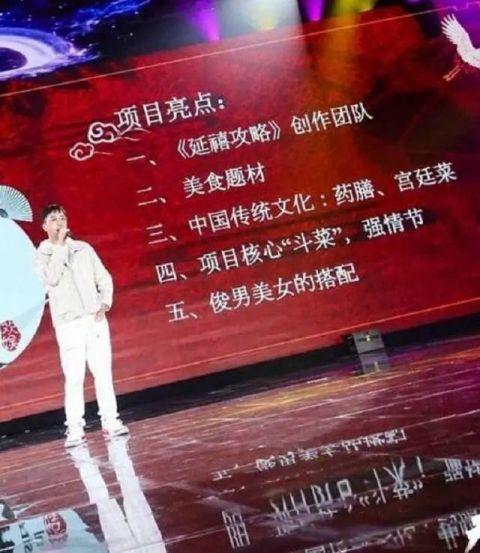 项目亮点:
一、《延禧攻略》创作团队
二、美食题材
三、中国传统文化:药膳、宫廷菜
四、项目核心“斗菜”,强情节
五、俊男美女的搭配